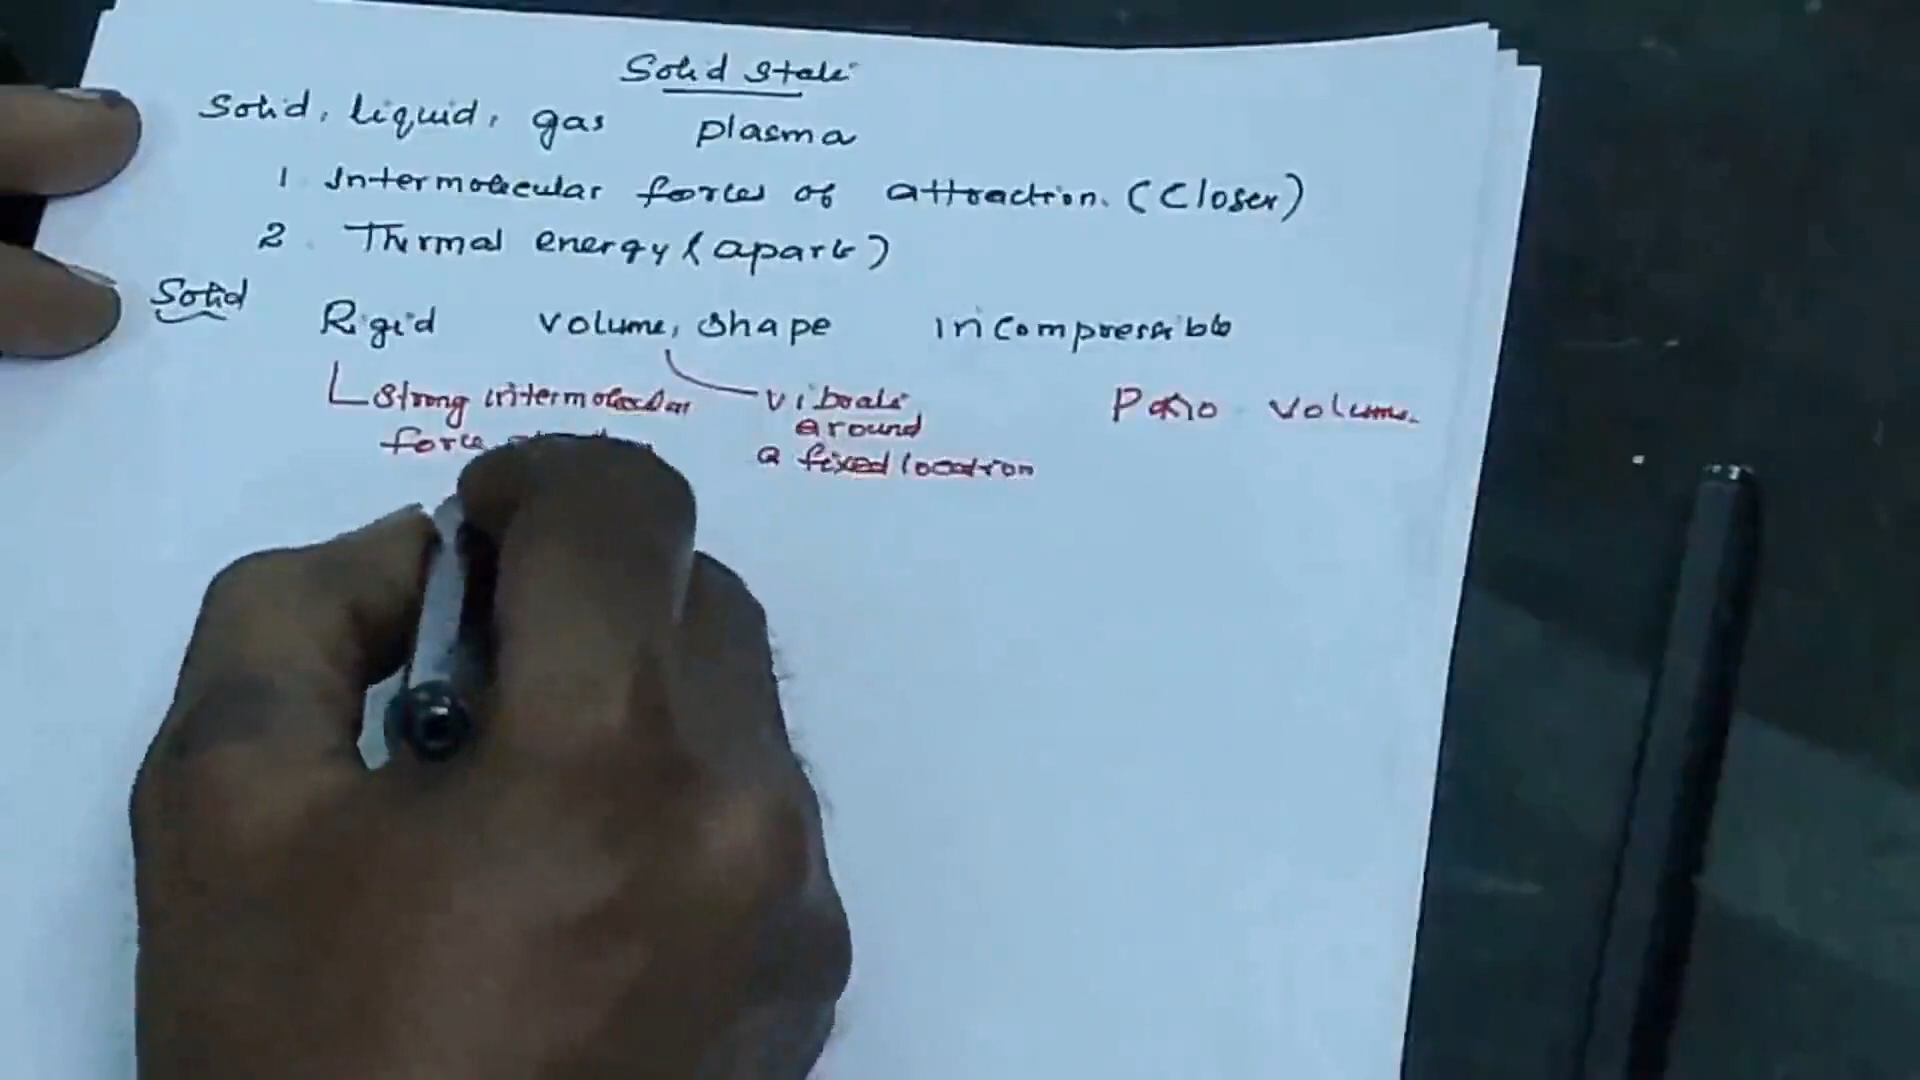 Solid State
Solid, liquid, gas plasma
1. Intermolecular forces of attraction. (Closer)
2. Thrmal energy (apart)
Solid
Rigid volume, shape incompressible
Strong intermolecular
force
vibrate
around
a fixed location
volume.